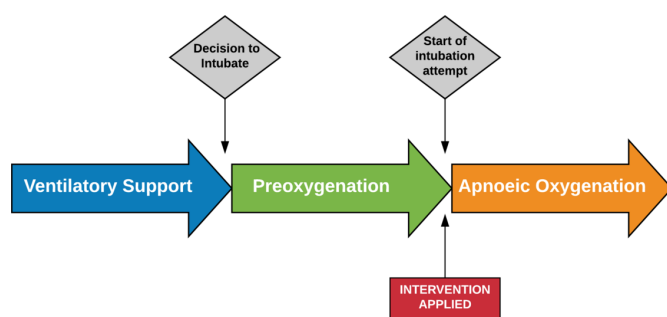 Decision to
Intubate
Start of
intubation
attempt
Ventilatory Support
Preoxygenation
Apnoeic Oxygenation
INTERVENTION
APPLIED